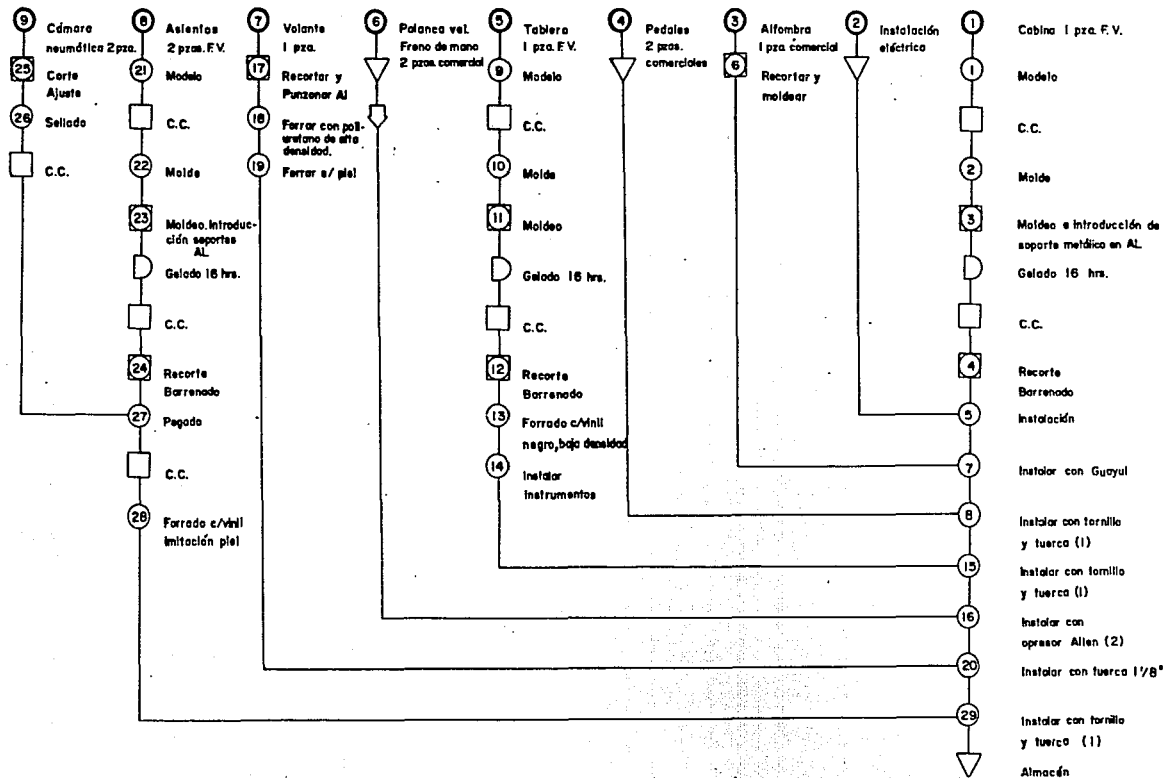 9 Cámara
neumática 2 pza.
25 Corte
Ajuste
26 Sellado
C.C.
8 Asientos
2 pzas. F.V.
21 Modelo
C.C.
22 Molde
23 Moldeo. Introduc-
ción soportes
AL
Gelado 16 hrs.
C.C.
24 Recorte
Barrenado
27 Pegado
C.C.
28 Forrado c/vinil
imitación piel
7 Volante
1 pza.
17 Recortar y
Punzonar Al
18 Forrar con poli-
uretano de alta
densidad.
19 Forrar c/ piel
6 Palanca vel.
Freno de mano
2 pzas. comercial
5 Tablero
1 pza. F.V.
9 Modelo
C.C.
10 Molde
11 Moldeo
Gelado 16 hrs.
C.C.
12 Recorte
Barrenado
13 Forrado c/vinil
negro, baja densidad
14 Instalar
instrumentos
4 Pedales
2 pzas.
comerciales
3 Alfombra
1 pza. comercial
6 Recortar y
moldear
2 Instalación
eléctrica
1 Cabina 1 pza. F.V.
1 Modelo
C.C.
2 Molde
3 Moldeo e introducción de
soporte metálico en AL
Gelado 16 hrs.
C.C.
4 Recorte
Barrenado
5 Instalación
7 Instalar con Guayul
8 Instalar con tornillo
y tuerca (1)
15 Instalar con tornillo
y tuerca (1)
16 Instalar con
opresor Allen (2)
20 Instalar con tuerca 1 1/8"
29 Instalar con tornillo
y tuerca (1)
Almacén